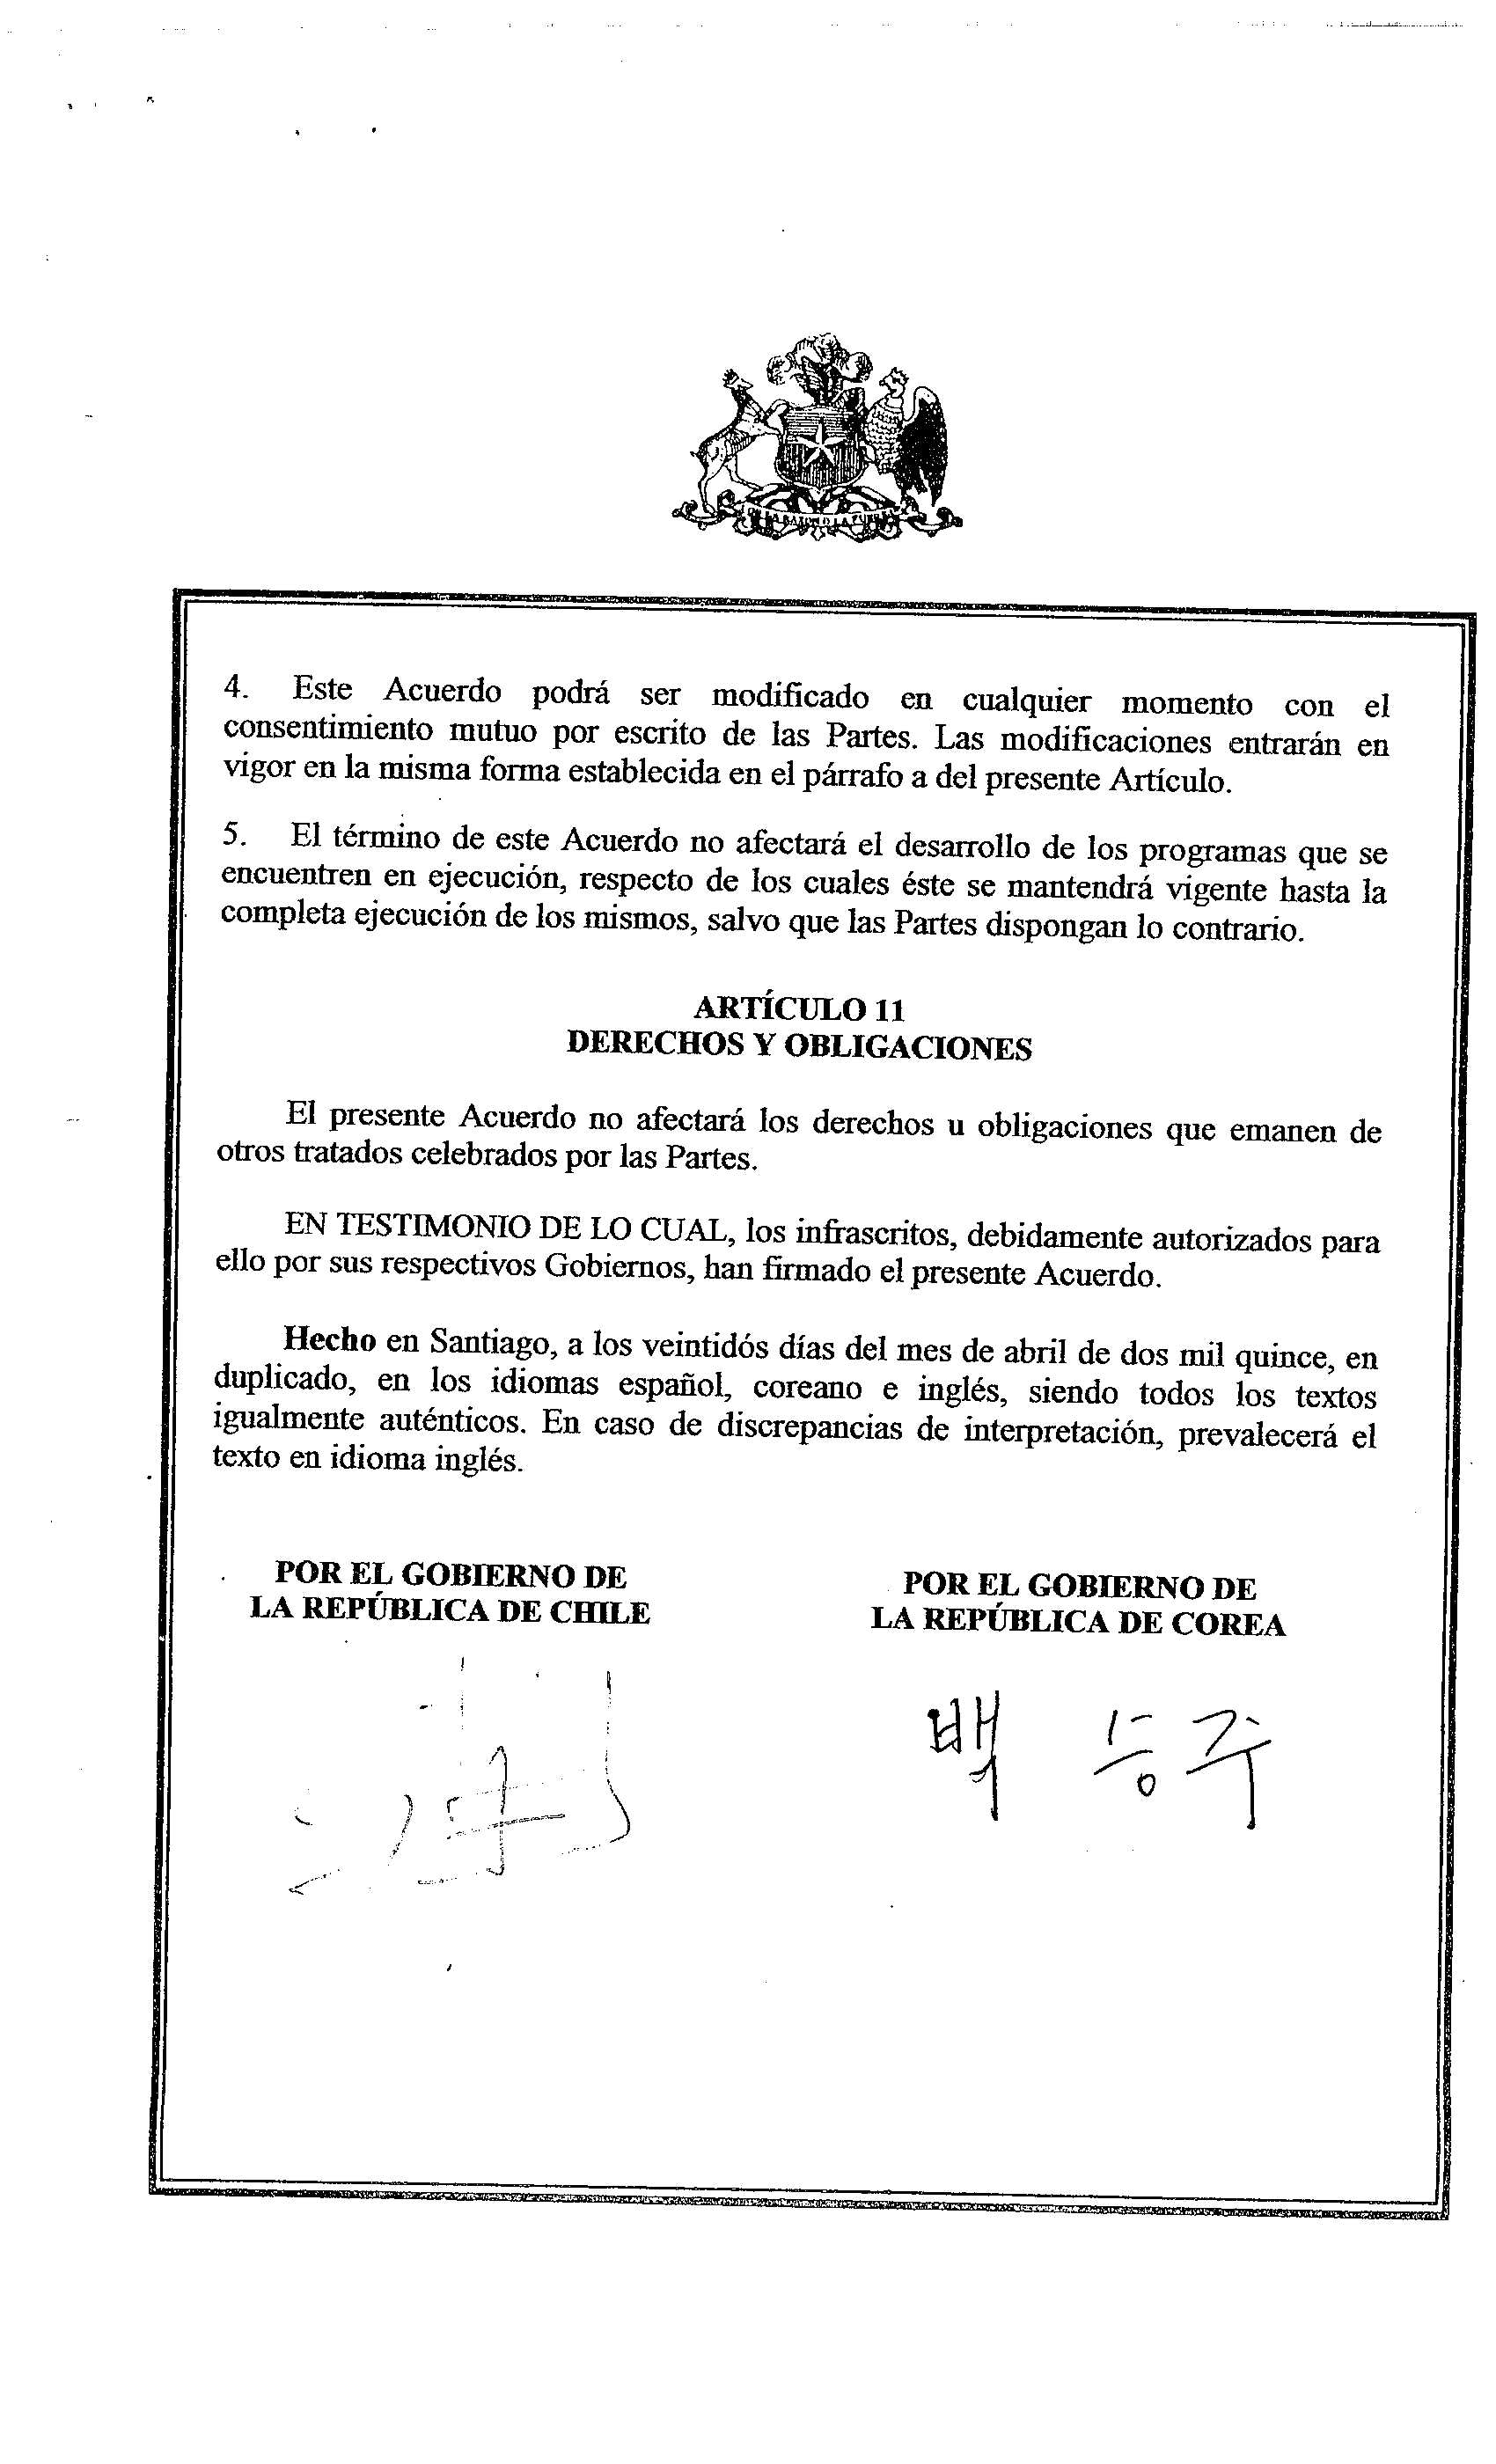 4. Este Acuerdo podrá ser modificado en cualquier momento con el
consentimiento mutuo por escrito de las Partes. Las modificaciones entrarán en
vigor en la misma forma establecida en el párrafo a del presente Artículo.
5. El término de este Acuerdo no afectará el desarrollo de los programas que se
encuentren en ejecución, respecto de los cuales éste se mantendrá vigente hasta la
completa ejecución de los mismos, salvo que las Partes dispongan lo contrario.
ARTÍCULO 11
DERECHOS Y OBLIGACIONES
El presente Acuerdo no afectará los derechos u obligaciones que emanen de
otros tratados celebrados por las Partes.
EN TESTIMONIO DE LO CUAL, los infrascritos, debidamente autorizados para
ello por sus respectivos Gobiernos, han firmado el presente Acuerdo.
Hecho en Santiago, a los veintidós días del mes de abril de dos mil quince, en
duplicado, en los idiomas español, coreano e inglés, siendo todos los textos
igualmente auténticos. En caso de discrepancias de interpretación, prevalecerá el
texto en idioma inglés.
POR EL GOBIERNO DE
LA REPÚBLICA DE CHILE
POR EL GOBIERNO DE
LA REPÚBLICA DE COREA
백 승 주